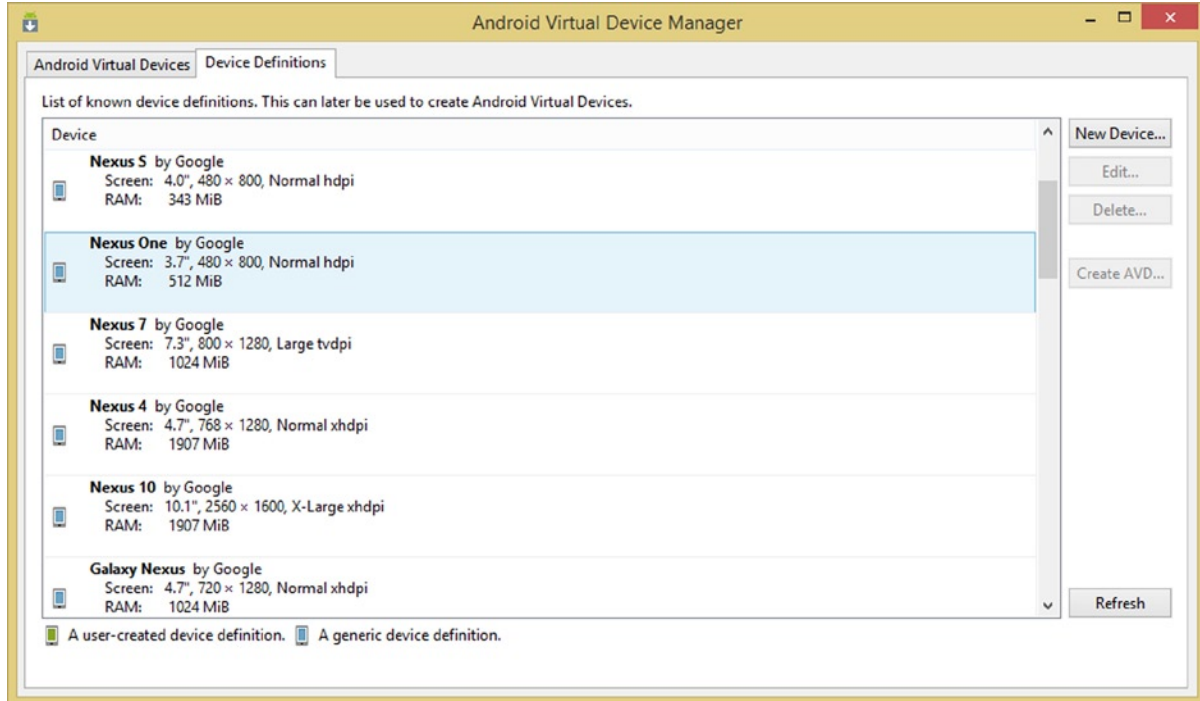 Android Virtual Device Manager
Android Virtual Devices Device Definitions
List of known device definitions. This can later be used to create Android Virtual Devices.
Device
Nexus S by Google
Screen: 4.0", 480 × 800, Normal hdpi
RAM: 343 MiB
Nexus One by Google
Screen: 3.7", 480 × 800, Normal hdpi
RAM: 512 MiB
Nexus 7 by Google
Screen: 7.3", 800 × 1280, Large tvdpi
RAM: 1024 MiB
Nexus 4 by Google
Screen: 4.7", 768 × 1280, Normal xhdpi
RAM: 1907 MiB
Nexus 10 by Google
Screen: 10.1", 2560 × 1600, X-Large xhdpi
RAM: 1907 MiB
Galaxy Nexus by Google
Screen: 4.7", 720 × 1280, Normal xhdpi
RAM: 1024 MiB
New Device...
Edit...
Delete...
Create AVD...
Refresh
A user-created device definition. A generic device definition.